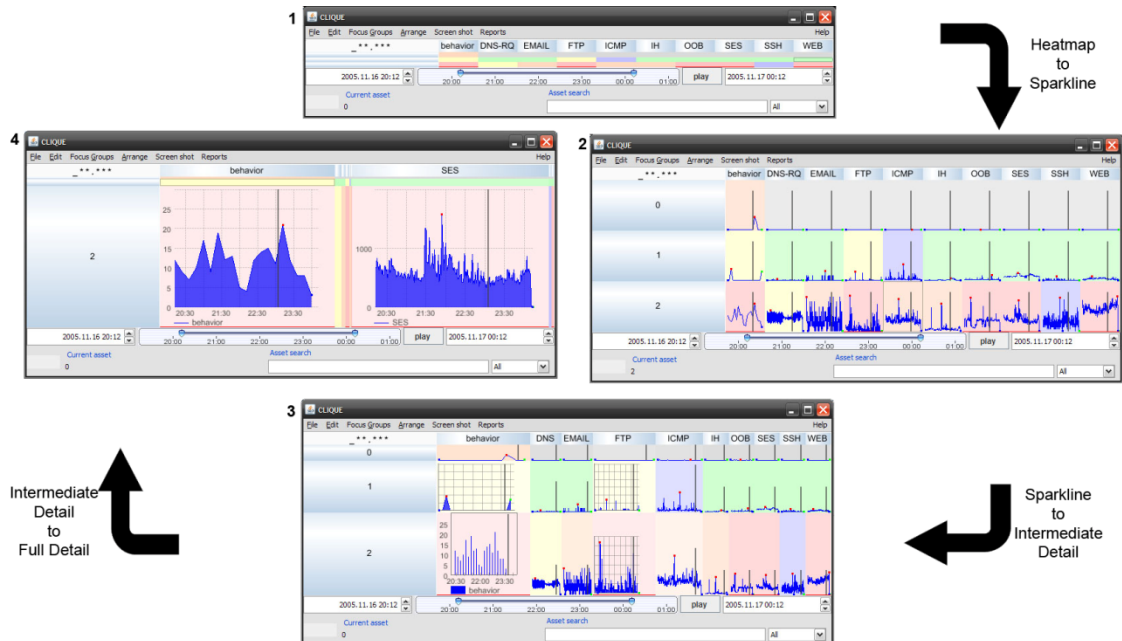 1
CLIQUE
File Edit Focus Groups Arrange Screen shot Reports Help
_**.*** behavior DNS-RQ EMAIL FTP ICMP IH OOB SES SSH WEB
2005.11.16 20:12 20:00 21:00 22:00 23:00 00:00 01:00 play 2005.11.17 00:12
Current asset Asset search
0 All
Heatmap
to
Sparkline
4
CLIQUE
File Edit Focus Groups Arrange Screen shot Reports Help
_**.*** behavior SES
2
25
20
15
10
5
0
20:30 21:30 22:30 23:30
behavior
1000
0
20:30 21:30 22:30 23:30
SES
2005.11.16 20:12 20:00 21:00 22:00 23:00 00:00 01:00 play 2005.11.17 00:12
Current asset Asset search
0 All
2
CLIQUE
File Edit Focus Groups Arrange Screen shot Reports Help
_**.*** behavior DNS-RQ EMAIL FTP ICMP IH OOB SES SSH WEB
0
1
2
2005.11.16 20:12 20:00 21:00 22:00 23:00 00:00 01:00 play 2005.11.17 00:12
Current asset Asset search
2 All
3
CLIQUE
File Edit Focus Groups Arrange Screen shot Reports Help
_**.*** behavior DNS EMAIL FTP ICMP IH OOB SES SSH WEB
0
1
2
25
20
15
10
5
0
20:30 22:00 23:30
behavior
2005.11.16 20:12 20:00 21:00 22:00 23:00 00:00 01:00 play 2005.11.17 00:12
Current asset Asset search
0 All
Intermediate
Detail
to
Full Detail
Sparkline
to
Intermediate
Detail